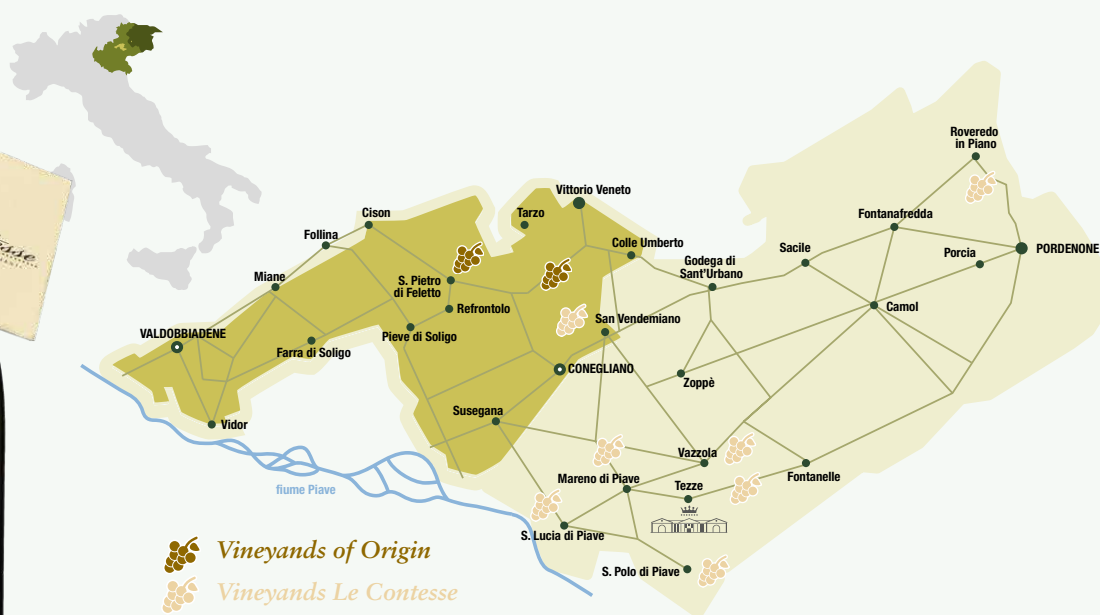 Roveredo
in Piano
Vittorio Veneto
Cison
Tarzo
Fontanafredda
Follina
Colle Umberto
Sacile
Porcia
PORDENONE
Godega di
Sant'Urbano
Miane
S. Pietro
di Feletto
Refrontolo
Camol
San Vendemiano
VALDOBBIADENE
Pieve di Soligo
Farra di Soligo
CONEGLIANO
Zoppè
Susegana
Vidor
Vazzola
Mareno di Piave
Tezze
Fontanelle
fiume Piave
S. Lucia di Piave
S. Polo di Piave
Vineyards of Origin
Vineyards Le Contesse